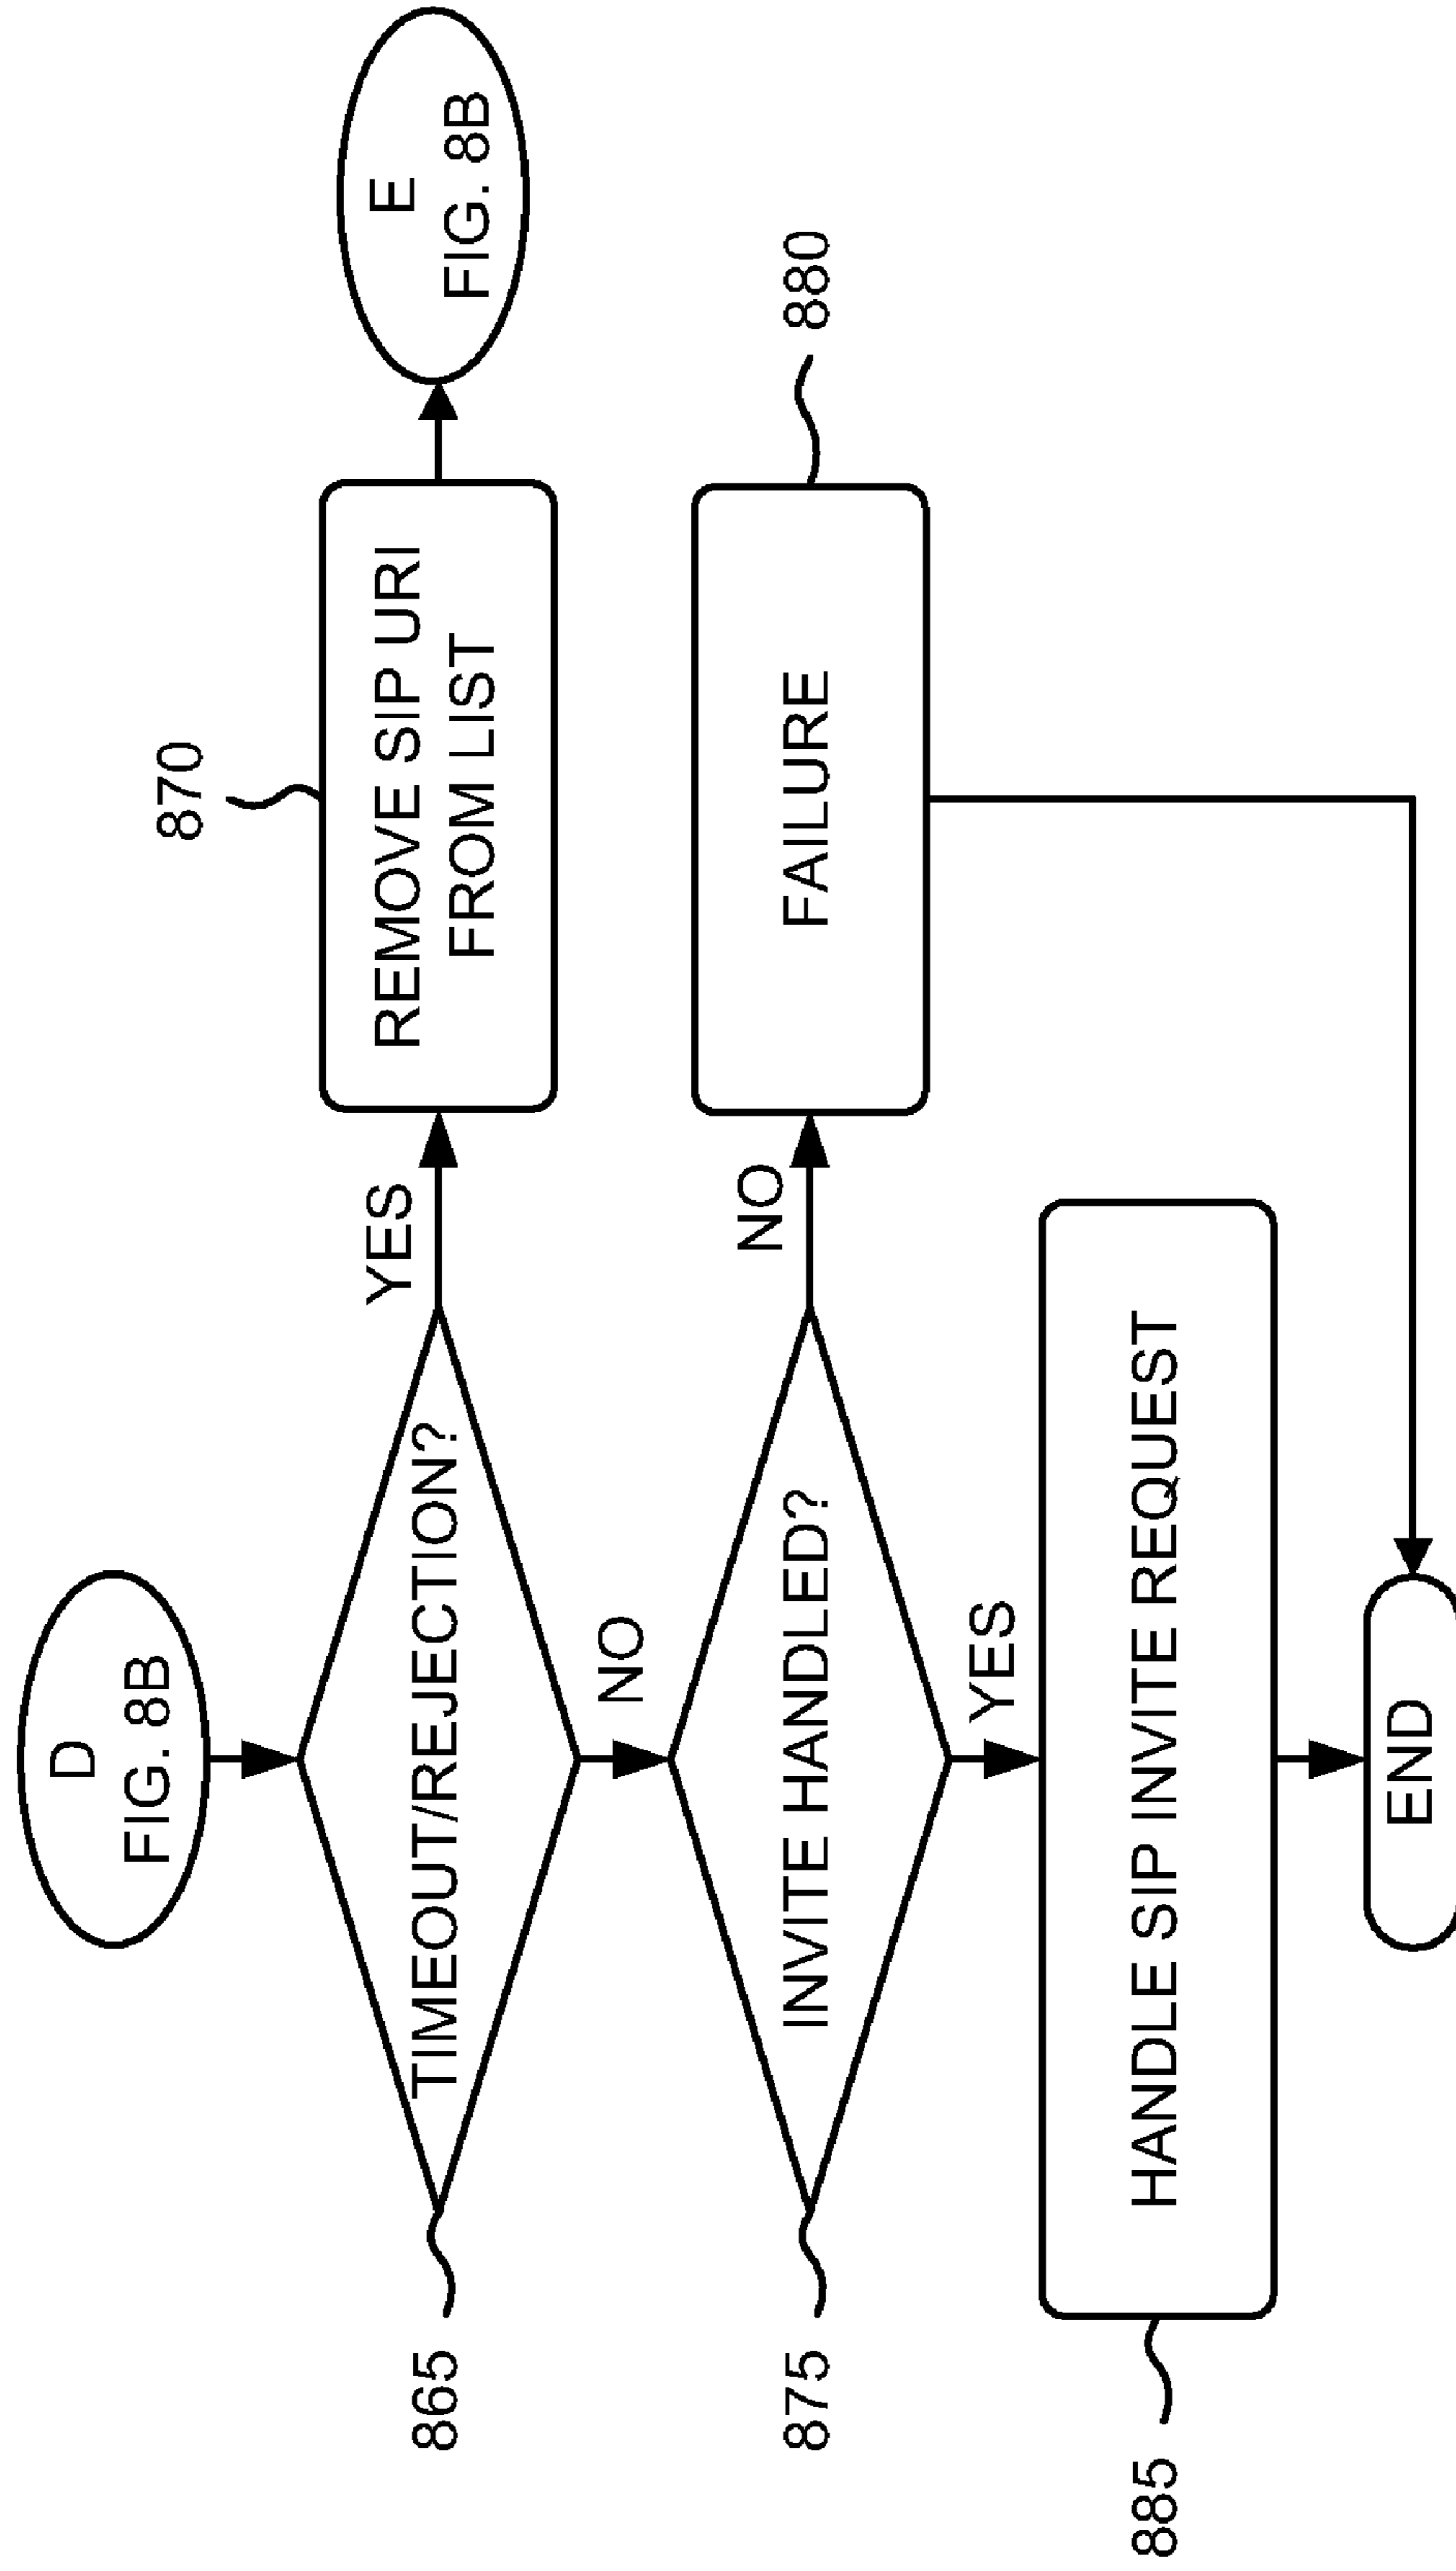 D
FIG. 8B
865
TIMEOUT/REJECTION?
YES
870
REMOVE SIP URI
FROM LIST
E
FIG. 8B
NO
875
INVITE HANDLED?
NO
FAILURE
880
YES
885
HANDLE SIP INVITE REQUEST
END